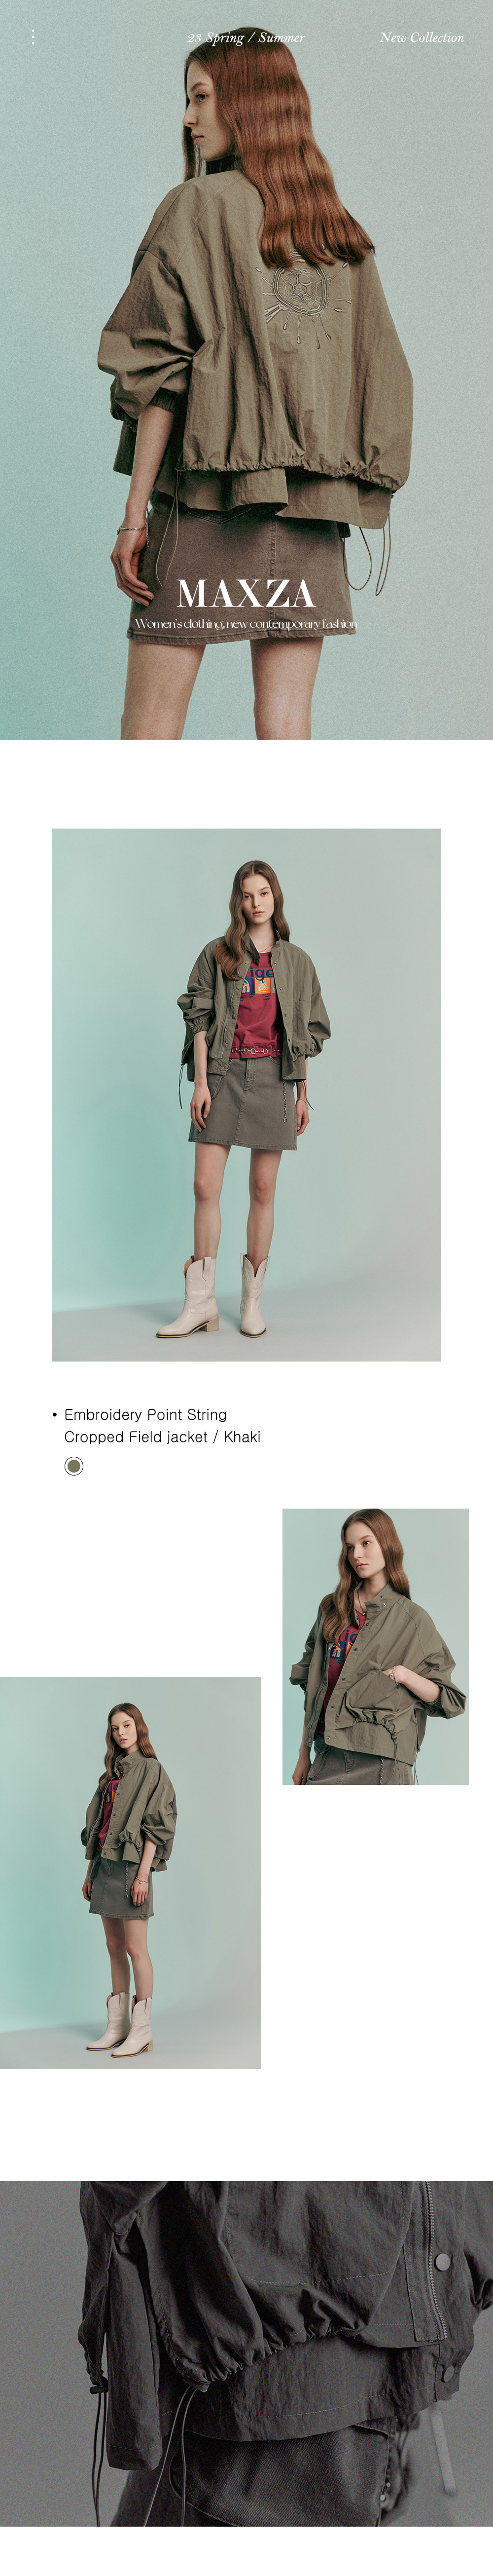 23 Spring / Summer
New Collection
MAXZA
Women's clothing, new contemporary fashion
• Embroidery Point String
Cropped Field jacket / Khaki